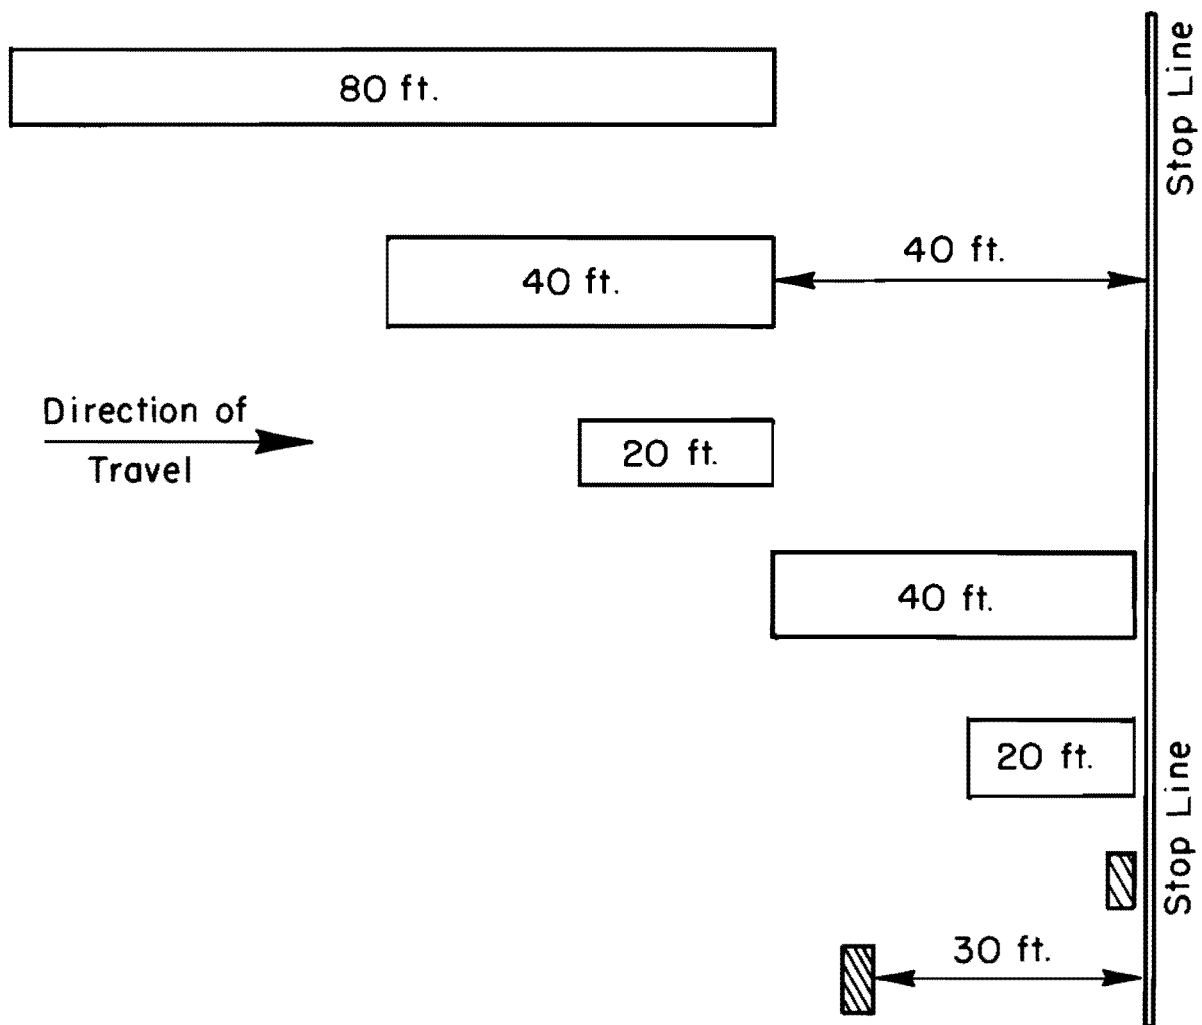 80 ft.
Stop Line
40 ft.
40 ft.
Direction of
Travel
20 ft.
40 ft.
20 ft.
Stop Line
30 ft.